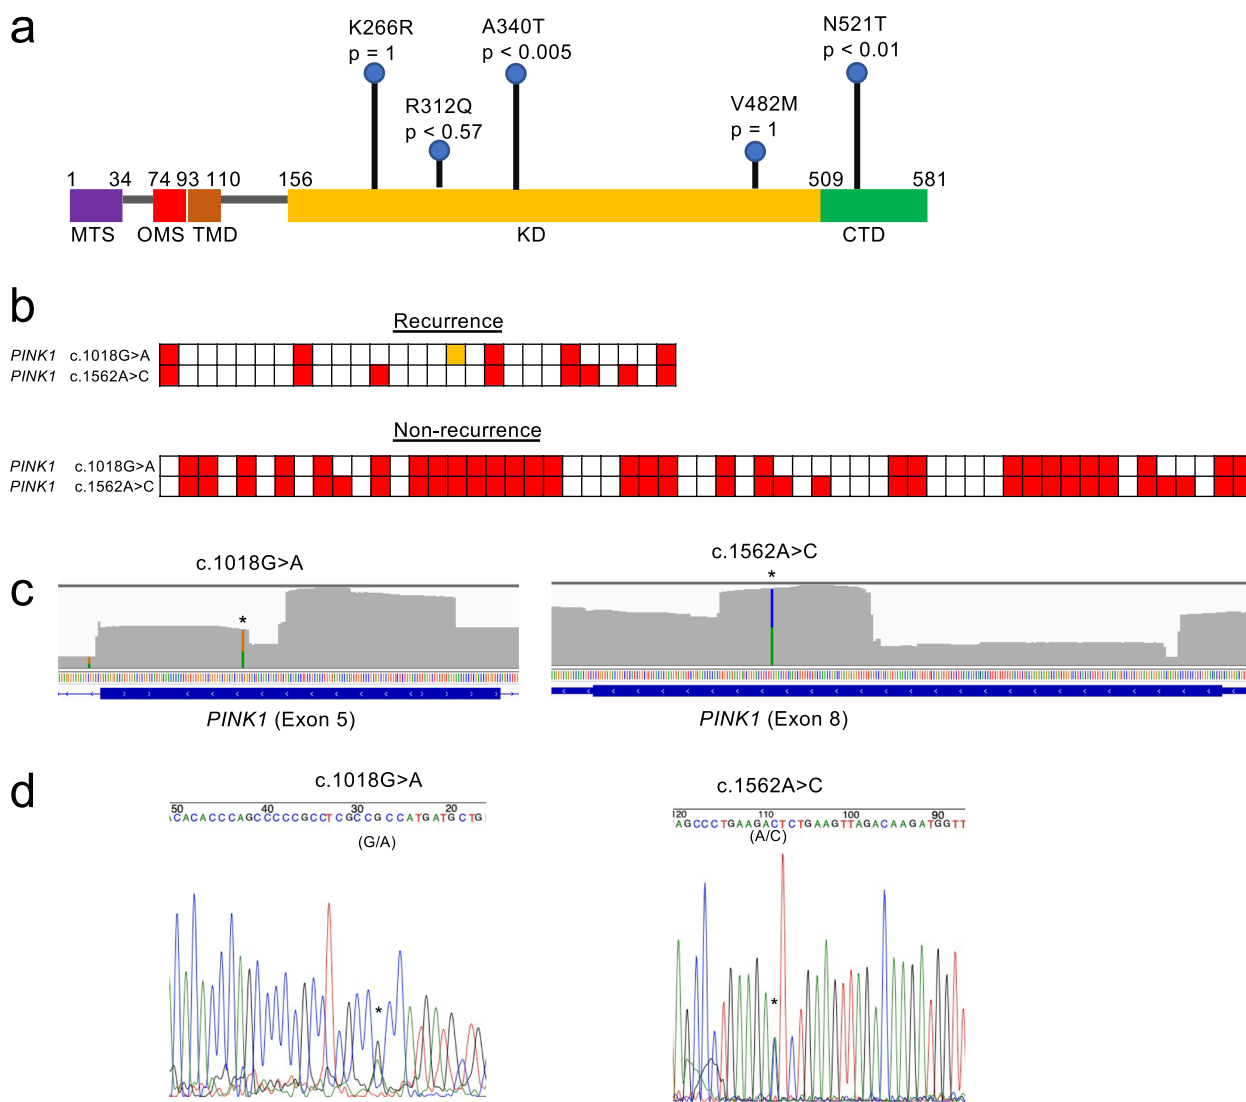 a
K266R
p = 1
A340T
p < 0.005
N521T
p < 0.01
R312Q
p < 0.57
V482M
p = 1
1 34 74 93 110 156 509 581
MTS OMS TMD KD CTD
b
Recurrence
PINK1 c.1018G>A
PINK1 c.1562A>C
Non-recurrence
PINK1 c.1018G>A
PINK1 c.1562A>C
c
c.1018G>A
*
c.1562A>C
*
PINK1 (Exon 5)
PINK1 (Exon 8)
d
c.1018G>A
50 40 30 20
CACACCCAGCCCCCGCCTCGCCGCCATGATGCTG
(G/A)
*
c.1562A>C
120 110 100 90
AGCCCTGAAGACTCTGAAGTTAGACAAGATGGTT
(A/C)
*